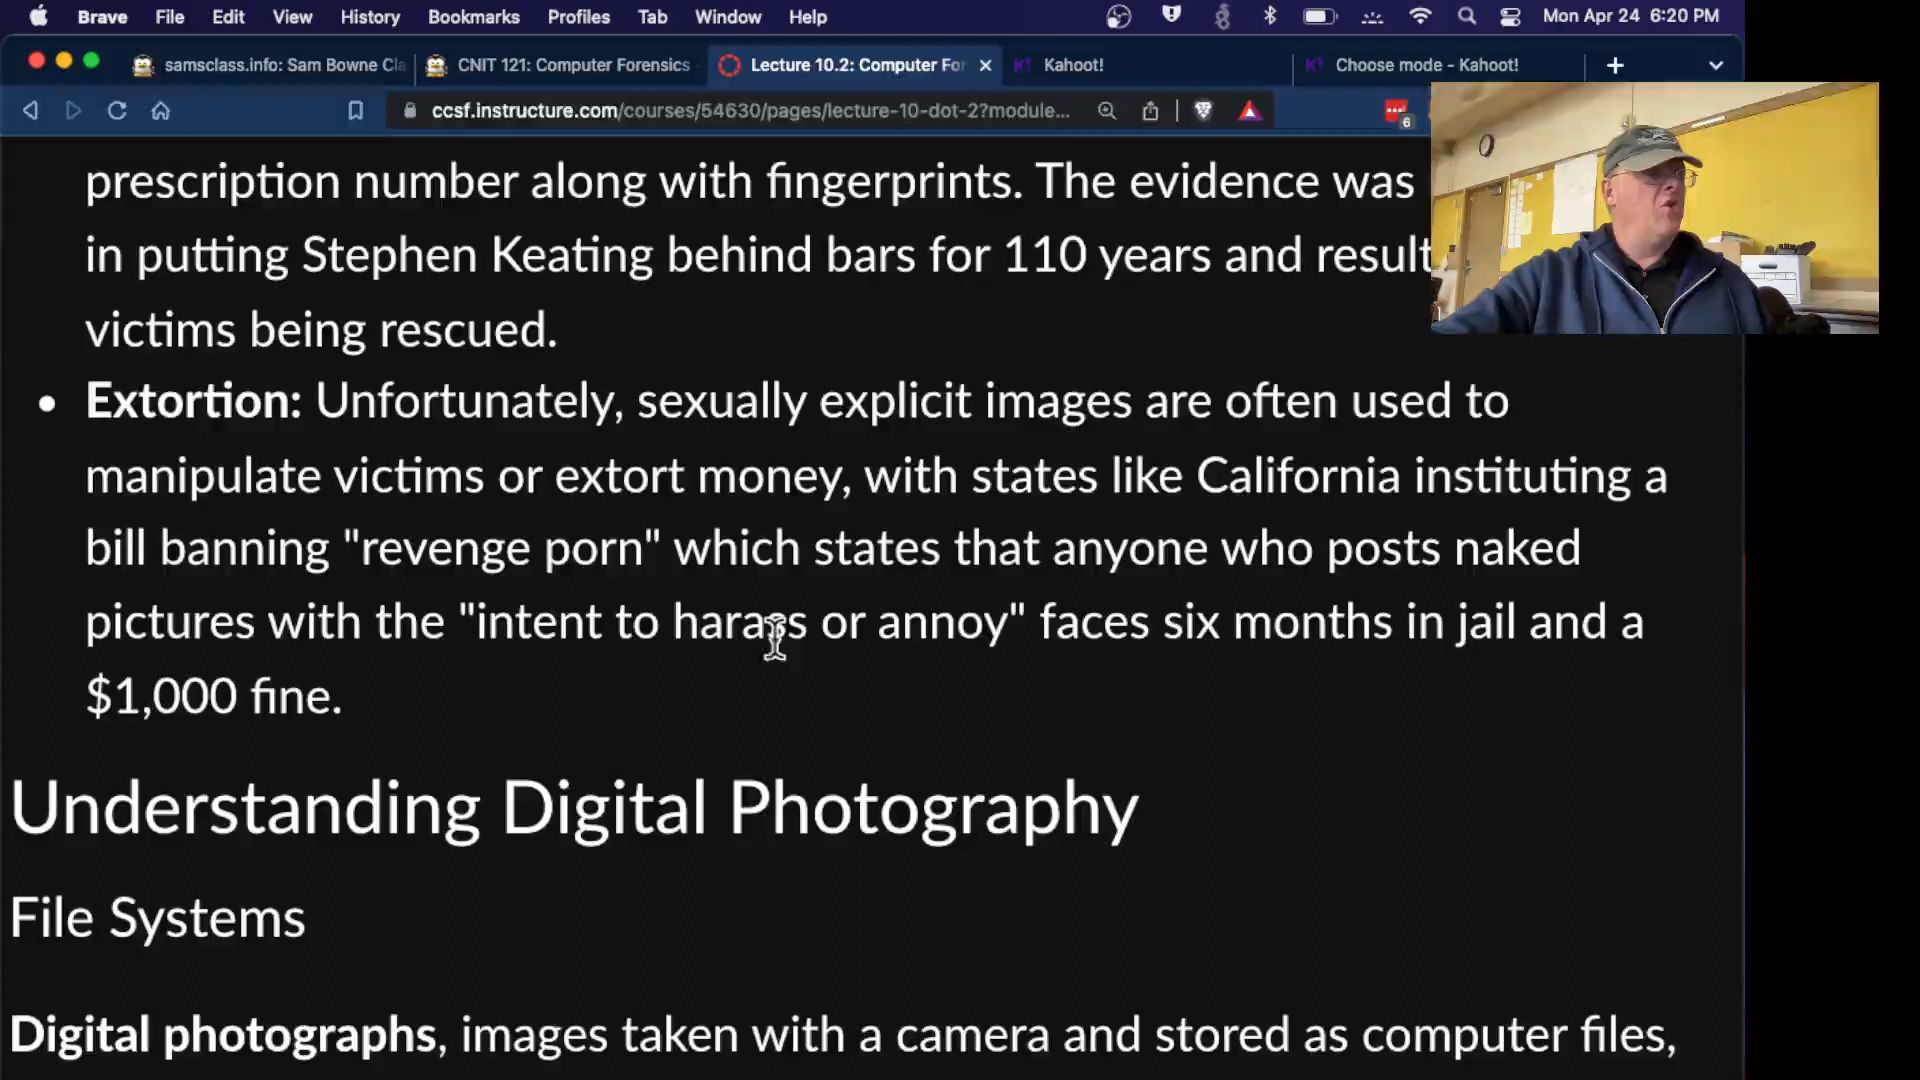 Brave File Edit View History Bookmarks Profiles Tab Window Help Mon Apr 24 6:20 PM
samsclass.info: Sam Bowne Cla CNIT 121: Computer Forensics Lecture 10.2: Computer For Kahoot! Choose mode - Kahoot!
ccsf.instructure.com/courses/54630/pages/lecture-10-dot-2?module... 6
prescription number along with fingerprints. The evidence was
in putting Stephen Keating behind bars for 110 years and result
victims being rescued.
• Extortion: Unfortunately, sexually explicit images are often used to
manipulate victims or extort money, with states like California instituting a
bill banning "revenge porn" which states that anyone who posts naked
pictures with the "intent to harass or annoy" faces six months in jail and a
$1,000 fine.
Understanding Digital Photography
File Systems
Digital photographs, images taken with a camera and stored as computer files,